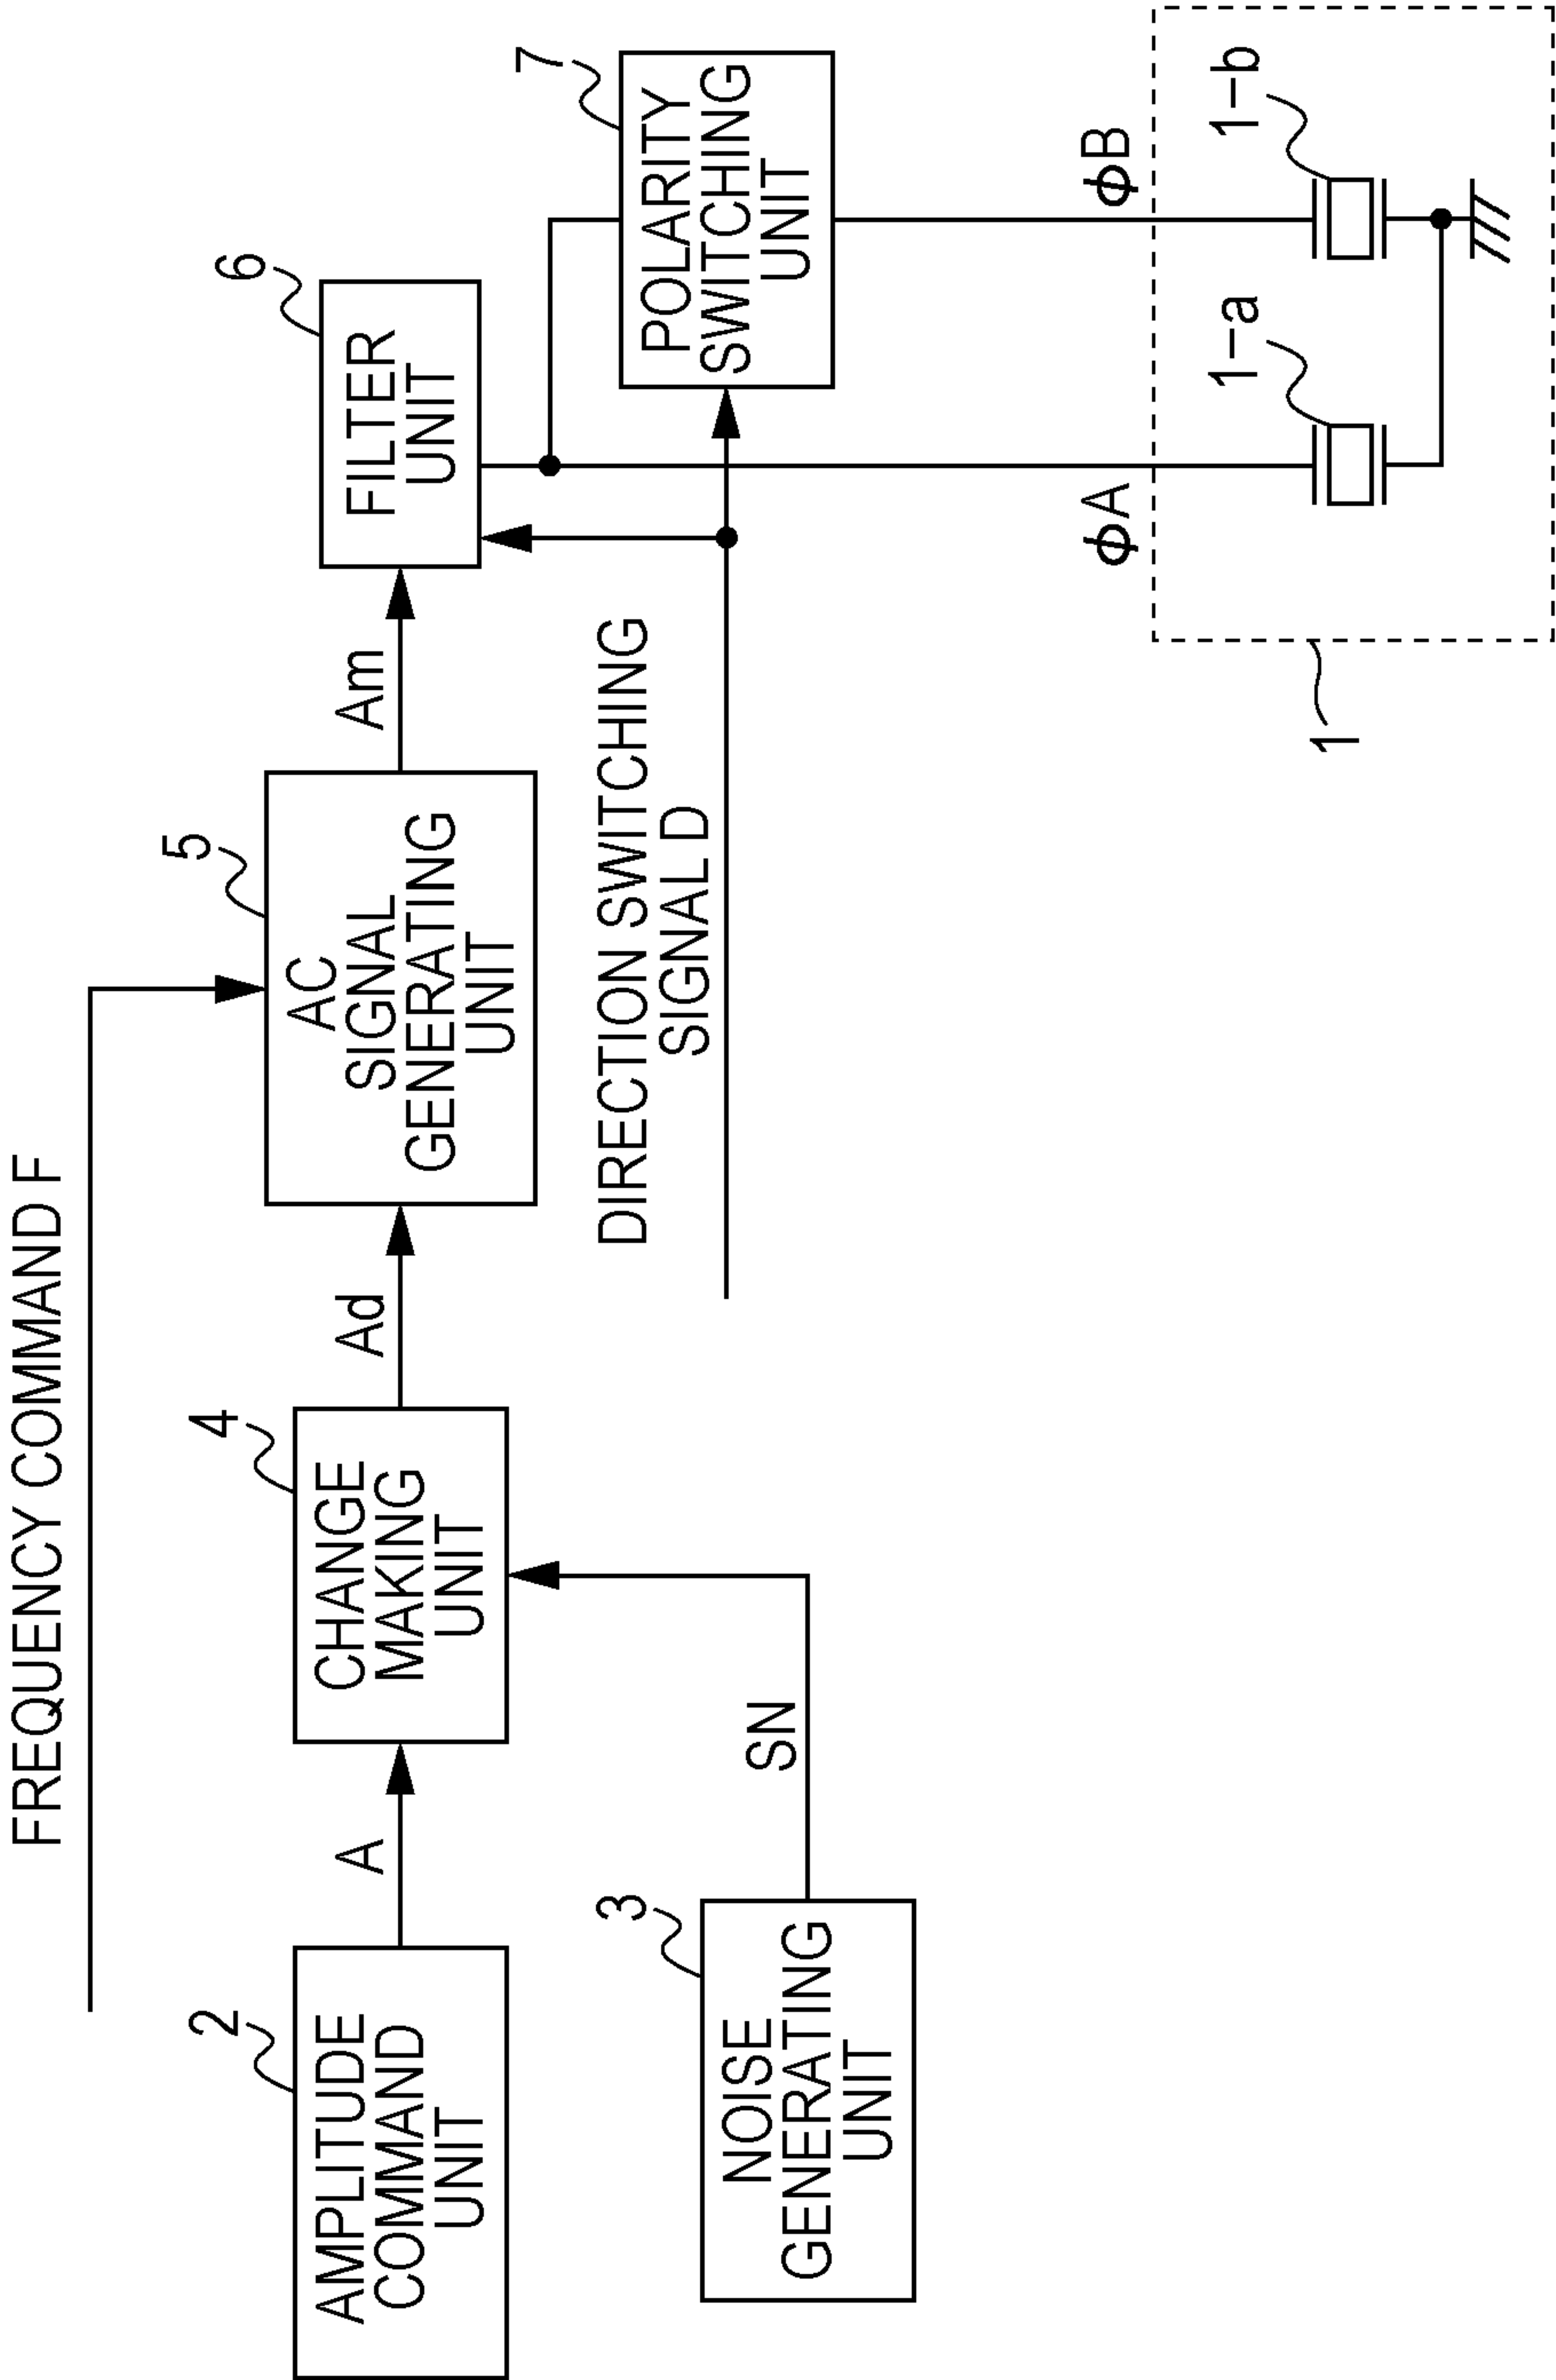 FREQUENCY COMMAND F
2
AMPLITUDE
COMMAND
UNIT
A
4
CHANGE
MAKING
UNIT
Ad
5
AC
SIGNAL
GENERATING
UNIT
Am
6
FILTER
UNIT
3
NOISE
GENERATING
UNIT
SN
DIRECTION SWITCHING
SIGNAL D
7
POLARITY
SWITCHING
UNIT
ϕA
ϕB
1
1-a
1-b